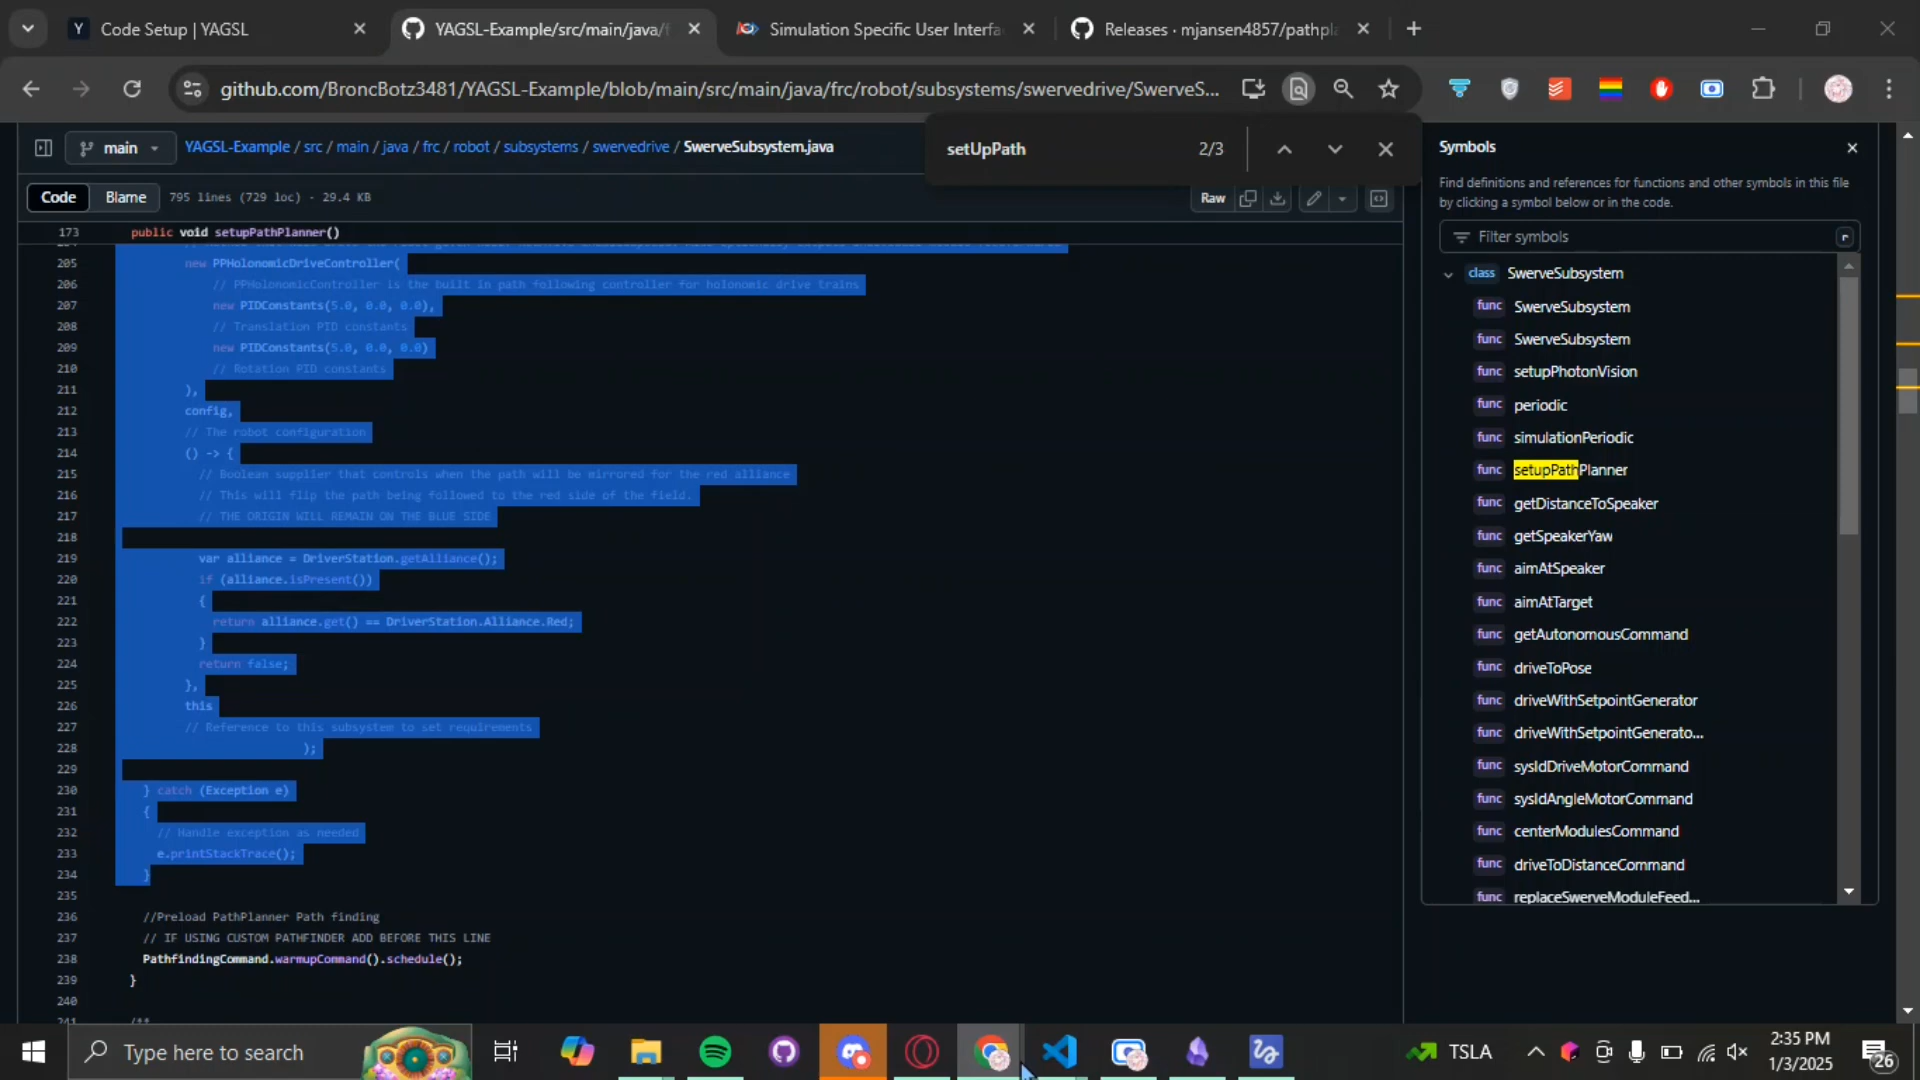 Code Setup | YAGSL
YAGSL-Example/src/main/java/f
Simulation Specific User Interfa
Releases · mjansen4857/pathpla
github.com/BroncBotz3481/YAGSL-Example/blob/main/src/main/java/frc/robot/subsystems/swervedrive/SwerveS...
setUpPath 2/3
main
YAGSL-Example / src / main / java / frc / robot / subsystems / swervedrive / SwerveSubsystem.java
Code Blame 795 lines (729 loc) · 29.4 KB
Raw
173 public void setupPathPlanner()
205 new PPHolonomicDriveController(
206 // PPHolonomicController is the built in path following controller for holonomic drive trains
207 new PIDConstants(5.0, 0.0, 0.0),
208 // Translation PID constants
209 new PIDConstants(5.0, 0.0, 0.0)
210 // Rotation PID constants
211 ),
212 config,
213 // The robot configuration
214 () -> {
215 // Boolean supplier that controls when the path will be mirrored for the red alliance
216 // This will flip the path being followed to the red side of the field.
217 // THE ORIGIN WILL REMAIN ON THE BLUE SIDE
218
219 var alliance = DriverStation.getAlliance();
220 if (alliance.isPresent())
221 {
222 return alliance.get() == DriverStation.Alliance.Red;
223 }
224 return false;
225 },
226 this
227 // Reference to this subsystem to set requirements
228 );
229
230 } catch (Exception e)
231 {
232 // Handle exception as needed
233 e.printStackTrace();
234 }
235
236 //Preload PathPlanner Path finding
237 // IF USING CUSTOM PATHFINDER ADD BEFORE THIS LINE
238 PathfindingCommand.warmupCommand().schedule();
239 }
240
241 /**
Symbols
Find definitions and references for functions and other symbols in this file
by clicking a symbol below or in the code.
Filter symbols r
class SwerveSubsystem
func SwerveSubsystem
func SwerveSubsystem
func setupPhotonVision
func periodic
func simulationPeriodic
func setupPathPlanner
func getDistanceToSpeaker
func getSpeakerYaw
func aimAtSpeaker
func aimAtTarget
func getAutonomousCommand
func driveToPose
func driveWithSetpointGenerator
func driveWithSetpointGenerato...
func sysIdDriveMotorCommand
func sysIdAngleMotorCommand
func centerModulesCommand
func driveToDistanceCommand
func replaceSwerveModuleFeed...
Type here to search
TSLA
2:35 PM
1/3/2025
26